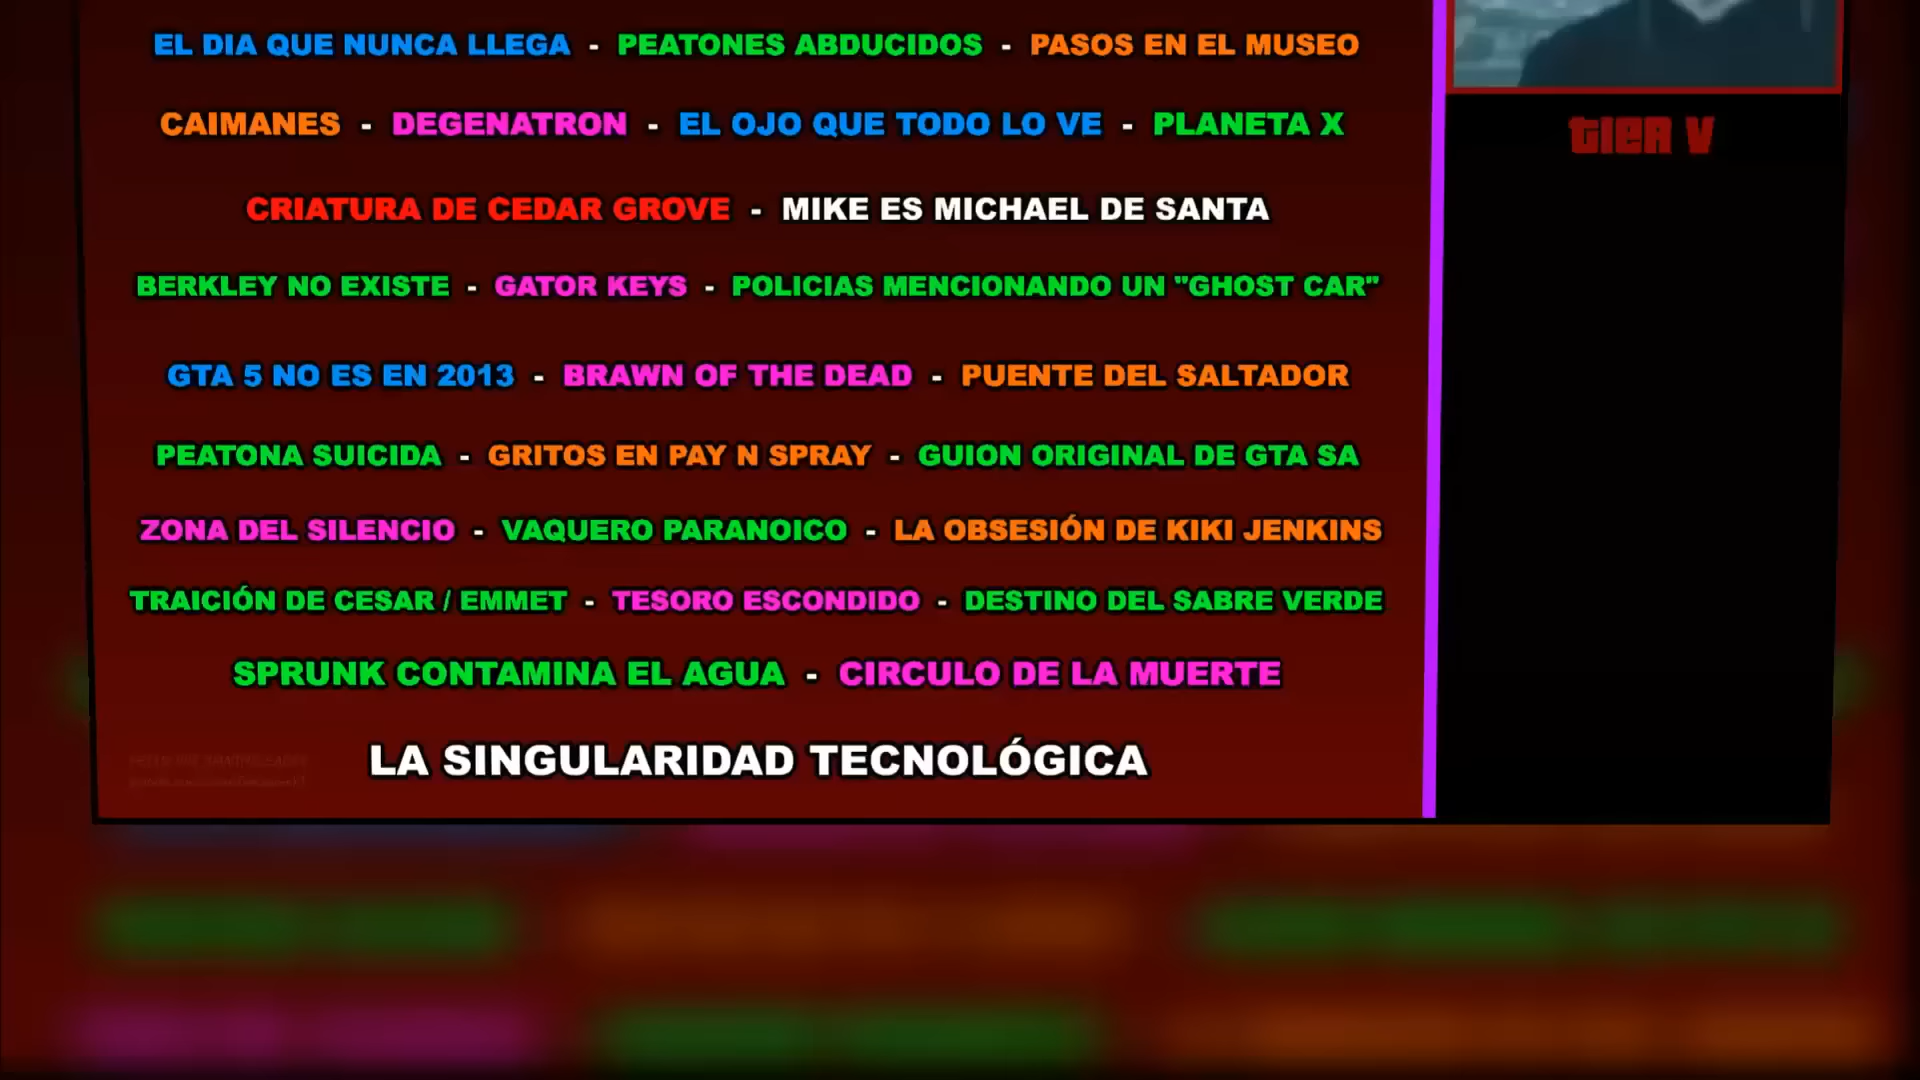 EL DIA QUE NUNCA LLEGA - PEATONES ABDUCIDOS - PASOS EN EL MUSEO
CAIMANES - DEGENATRON - EL OJO QUE TODO LO VE - PLANETA X
TIER V
CRIATURA DE CEDAR GROVE - MIKE ES MICHAEL DE SANTA
BERKLEY NO EXISTE - GATOR KEYS - POLICIAS MENCIONANDO UN "GHOST CAR"
GTA 5 NO ES EN 2013 - BRAWN OF THE DEAD - PUENTE DEL SALTADOR
PEATONA SUICIDA - GRITOS EN PAY N SPRAY - GUION ORIGINAL DE GTA SA
ZONA DEL SILENCIO - VAQUERO PARANOICO - LA OBSESIÓN DE KIKI JENKINS
TRAICIÓN DE CESAR / EMMET - TESORO ESCONDIDO - DESTINO DEL SABRE VERDE
SPRUNK CONTAMINA EL AGUA - CIRCULO DE LA MUERTE
LA SINGULARIDAD TECNOLÓGICA